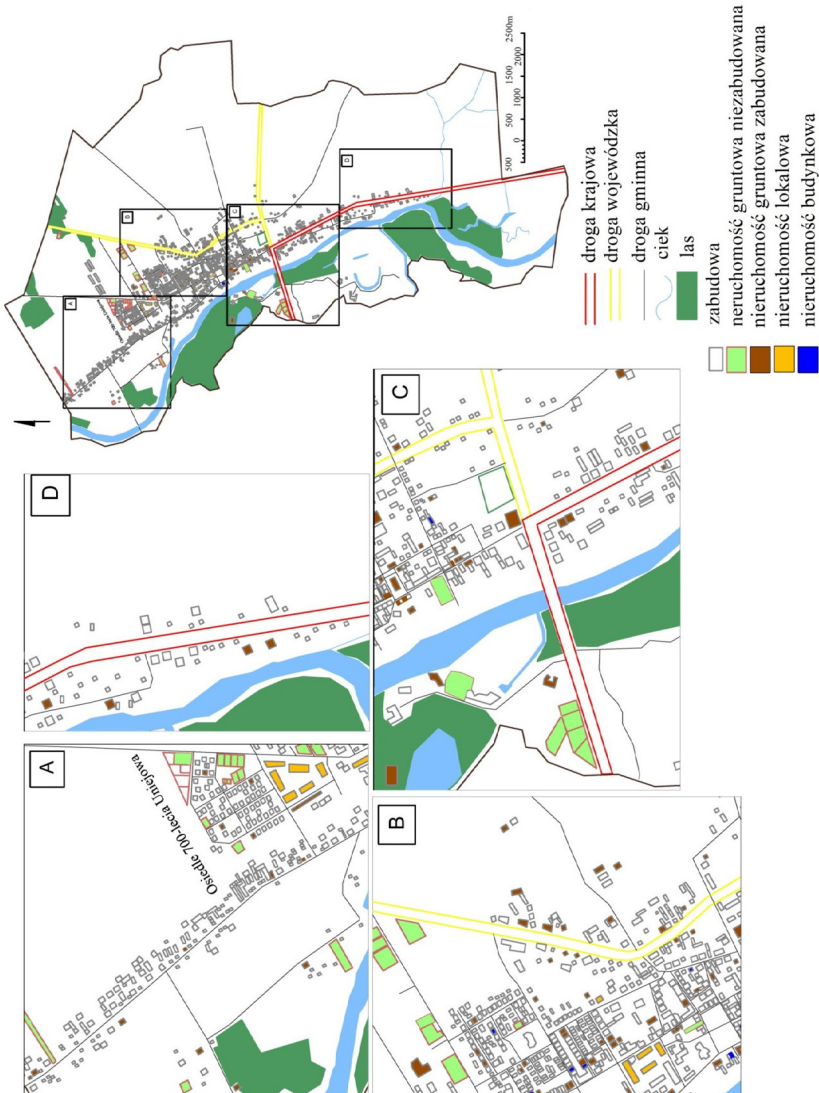 A
B
C
D
500 0 500 1000 1500 2000 2500m
droga krajowa
droga wojewódzka
droga gminna
ciek
las
zabudowa
neruchomość gruntowa niezabudowana
nieruchomość gruntowa zabudowana
nieruchomość lokalowa
nieruchomość budynkowa
D
A
Osiedle 700-lecia Uniejowa
C
B